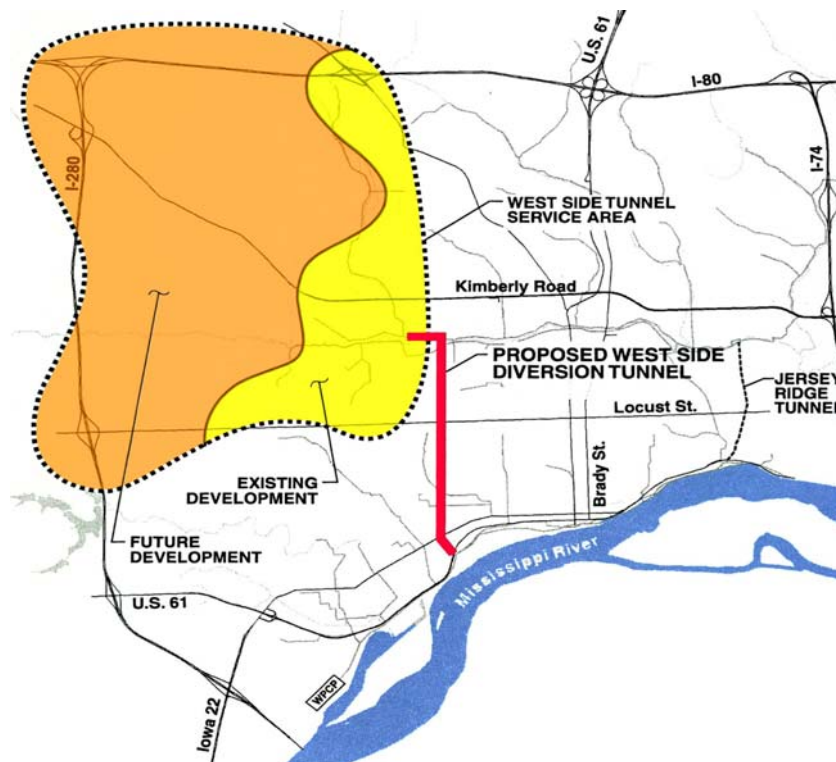 U.S. 61
I-80
I-74
I-280
WEST SIDE TUNNEL
SERVICE AREA
Kimberly Road
PROPOSED WEST SIDE
DIVERSION TUNNEL
JERSEY
RIDGE
TUNNEL
Locust St.
Brady St.
EXISTING
DEVELOPMENT
FUTURE
DEVELOPMENT
Mississippi River
U.S. 61
WPCP
Iowa 22